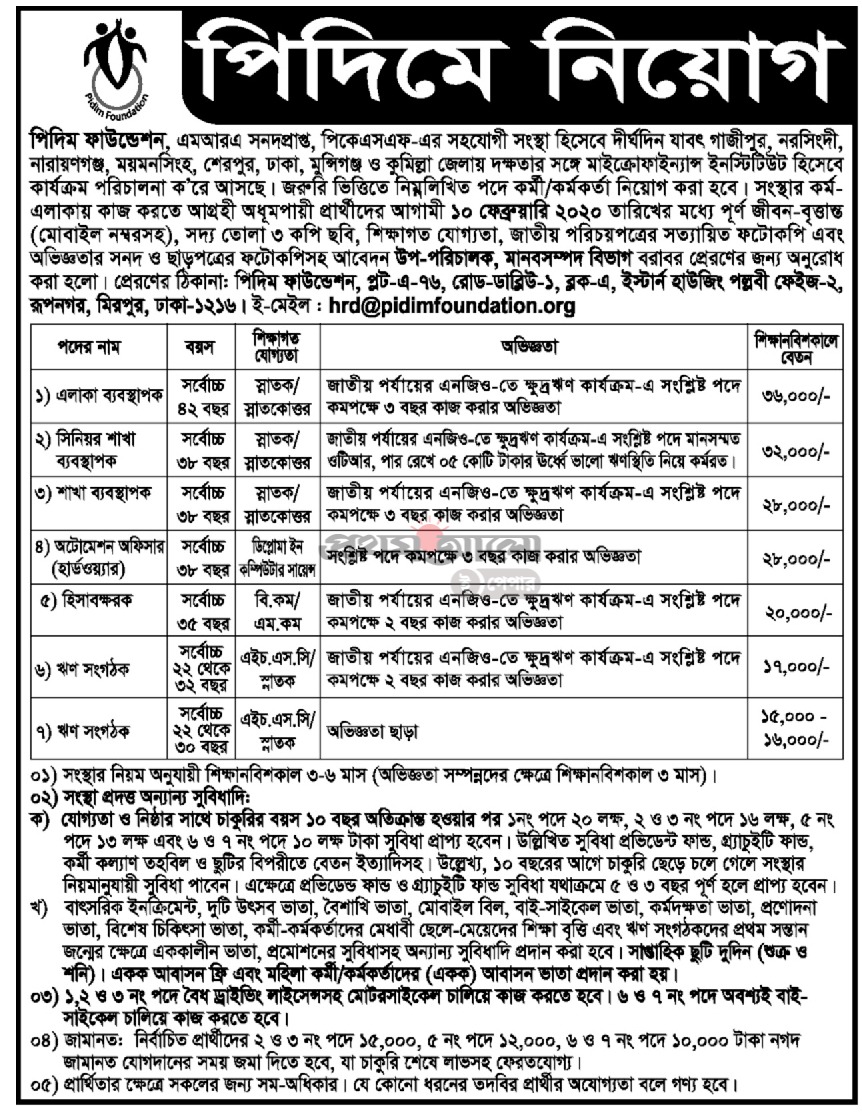 পিদিমে নিয়োগ
Pidim Foundation
পিদিম ফাউন্ডেশন, এমআরএ সনদপ্রাপ্ত, পিকেএসএফ-এর সহযোগী সংস্থা হিসেবে দীর্ঘদিন যাবৎ গাজীপুর, নরসিংদী,
নারায়ণগঞ্জ, ময়মনসিংহ, শেরপুর, ঢাকা, মুন্সিগঞ্জ ও কুমিল্লা জেলায় দক্ষতার সঙ্গে মাইক্রোফাইন্যান্স ইনস্টিটিউট হিসেবে
কার্যক্রম পরিচালনা ক'রে আসছে। জরুরি ভিত্তিতে নিম্নলিখিত পদে কর্মী/কর্মকর্তা নিয়োগ করা হবে। সংস্থার কর্ম-
এলাকায় কাজ করতে আগ্রহী অধূমপায়ী প্রার্থীদের আগামী ১০ ফেব্রুয়ারি ২০২০ তারিখের মধ্যে পূর্ণ জীবন-বৃত্তান্ত
(মোবাইল নম্বরসহ), সদ্য তোলা ৩ কপি ছবি, শিক্ষাগত যোগ্যতা, জাতীয় পরিচয়পত্রের সত্যায়িত ফটোকপি এবং
অভিজ্ঞতার সনদ ও ছাড়পত্রের ফটোকপিসহ আবেদন উপ-পরিচালক, মানবসম্পদ বিভাগ বরাবর প্রেরণের জন্য অনুরোধ
করা হলো। প্রেরণের ঠিকানা: পিদিম ফাউন্ডেশন, প্লট-এ-৭৬, রোড-ডাব্লিউ-১, ব্লক-এ, ইস্টার্ন হাউজিং পল্লবী ফেইজ-২,
রূপনগর, মিরপুর, ঢাকা-১২১৬। ই-মেইল : hrd@pidimfoundation.org
পদের নাম বয়স শিক্ষাগত যোগ্যতা অভিজ্ঞতা শিক্ষানবিশকালে বেতন
১) এলাকা ব্যবস্থাপক সর্বোচ্চ ৪২ বছর স্নাতক/ স্নাতকোত্তর জাতীয় পর্যায়ের এনজিও-তে ক্ষুদ্রঋণ কার্যক্রম-এ সংশ্লিষ্ট পদে কমপক্ষে ৩ বছর কাজ করার অভিজ্ঞতা ৩৬,০০০/-
২) সিনিয়র শাখা ব্যবস্থাপক সর্বোচ্চ ৩৮ বছর স্নাতক/ স্নাতকোত্তর জাতীয় পর্যায়ের এনজিও-তে ক্ষুদ্রঋণ কার্যক্রম-এ সংশ্লিষ্ট পদে মানসম্মত ওটিআর, পার রেখে ০৫ কোটি টাকার ঊর্ধ্বে ভালো ঋণস্থিতি নিয়ে কর্মরত। ৩২,০০০/-
৩) শাখা ব্যবস্থাপক সর্বোচ্চ ৩৮ বছর স্নাতক/ স্নাতকোত্তর জাতীয় পর্যায়ের এনজিও-তে ক্ষুদ্রঋণ কার্যক্রম-এ সংশ্লিষ্ট পদে কমপক্ষে ৩ বছর কাজ করার অভিজ্ঞতা ২৮,০০০/-
৪) অটোমেশন অফিসার (হার্ডওয়্যার) সর্বোচ্চ ৩৮ বছর ডিপ্লোমা ইন কম্পিউটার সায়েন্স সংশ্লিষ্ট পদে কমপক্ষে ৩ বছর কাজ করার অভিজ্ঞতা ২৮,০০০/-
প্রথম আলো
ই পেপার
৫) হিসাবক্ষরক সর্বোচ্চ ৩৫ বছর বি.কম/ এম.কম জাতীয় পর্যায়ের এনজিও-তে ক্ষুদ্রঋণ কার্যক্রম-এ সংশ্লিষ্ট পদে কমপক্ষে ২ বছর কাজ করার অভিজ্ঞতা ২০,০০০/-
৬) ঋণ সংগঠক সর্বোচ্চ ২২ থেকে ৩২ বছর এইচ.এস.সি/ স্নাতক জাতীয় পর্যায়ের এনজিও-তে ক্ষুদ্রঋণ কার্যক্রম-এ সংশ্লিষ্ট পদে কমপক্ষে ২ বছর কাজ করার অভিজ্ঞতা ১৭,০০০/-
৭) ঋণ সংগঠক সর্বোচ্চ ২২ থেকে ৩০ বছর এইচ.এস.সি/ স্নাতক অভিজ্ঞতা ছাড়া ১৫,০০০ - ১৬,০০০/-
০১) সংস্থার নিয়ম অনুযায়ী শিক্ষানবিশকাল ৩-৬ মাস (অভিজ্ঞতা সম্পন্নদের ক্ষেত্রে শিক্ষানবিশকাল ৩ মাস)।
০২) সংস্থা প্রদত্ত অন্যান্য সুবিধাদি:
ক) যোগ্যতা ও নিষ্ঠার সাথে চাকুরির বয়স ১০ বছর অতিক্রান্ত হওয়ার পর ১নং পদে ২০ লক্ষ, ২ ও ৩ নং পদে ১৬ লক্ষ, ৫ নং
পদে ১৩ লক্ষ এবং ৬ ও ৭ নং পদে ১০ লক্ষ টাকা সুবিধা প্রাপ্য হবেন। উল্লিখিত সুবিধা প্রভিডেন্ট ফান্ড, গ্র্যাচুইটি ফান্ড,
কর্মী কল্যাণ তহবিল ও ছুটির বিপরীতে বেতন ইত্যাদিসহ। উল্লেখ্য, ১০ বছরের আগে চাকুরি ছেড়ে চলে গেলে সংস্থার
নিয়মানুযায়ী সুবিধা পাবেন। এক্ষেত্রে প্রভিডেন্ড ফান্ড ও গ্র্যাচুইটি ফান্ড সুবিধা যথাক্রমে ৫ ও ৩ বছর পূর্ণ হলে প্রাপ্য হবেন।
খ) বাৎসরিক ইনক্রিমেন্ট, দুটি উৎসব ভাতা, বৈশাখি ভাতা, মোবাইল বিল, বাই-সাইকেল ভাতা, কর্মদক্ষতা ভাতা, প্রণোদনা
ভাতা, বিশেষ চিকিত্সা ভাতা, কর্মী-কর্মকর্তাদের মেধাবী ছেলে-মেয়েদের শিক্ষা বৃত্তি এবং ঋণ সংগঠকদের প্রথম সন্তান
জন্মের ক্ষেত্রে এককালীন ভাতা, প্রমোশনের সুবিধাসহ অন্যান্য সুবিধাদি প্রদান করা হবে। সাপ্তাহিক ছুটি দুদিন (শুক্র ও
শনি)। একক আবাসন ফ্রি এবং মহিলা কর্মী/কর্মকর্তাদের (একক) আবাসন ভাতা প্রদান করা হয়।
০৩) ১,২ ও ৩ নং পদে বৈধ ড্রাইভিং লাইসেন্সসহ মোটরসাইকেল চালিয়ে কাজ করতে হবে। ৬ ও ৭ নং পদে অবশ্যই বাই-
সাইকেল চালিয়ে কাজ করতে হবে।
০৪) জামানতঃ নির্বাচিত প্রার্থীদের ২ ও ৩ নং পদে ১৫,০০০, ৫ নং পদে ১২,০০০, ৬ ও ৭ নং পদে ১০,০০০ টাকা নগদ
জামানত যোগদানের সময় জমা দিতে হবে, যা চাকুরি শেষে লাভসহ ফেরতযোগ্য।
০৫) প্রার্থিতার ক্ষেত্রে সকলের জন্য সম-অধিকার। যে কোনো ধরনের তদবির প্রার্থীর অযোগ্যতা বলে গণ্য হবে।